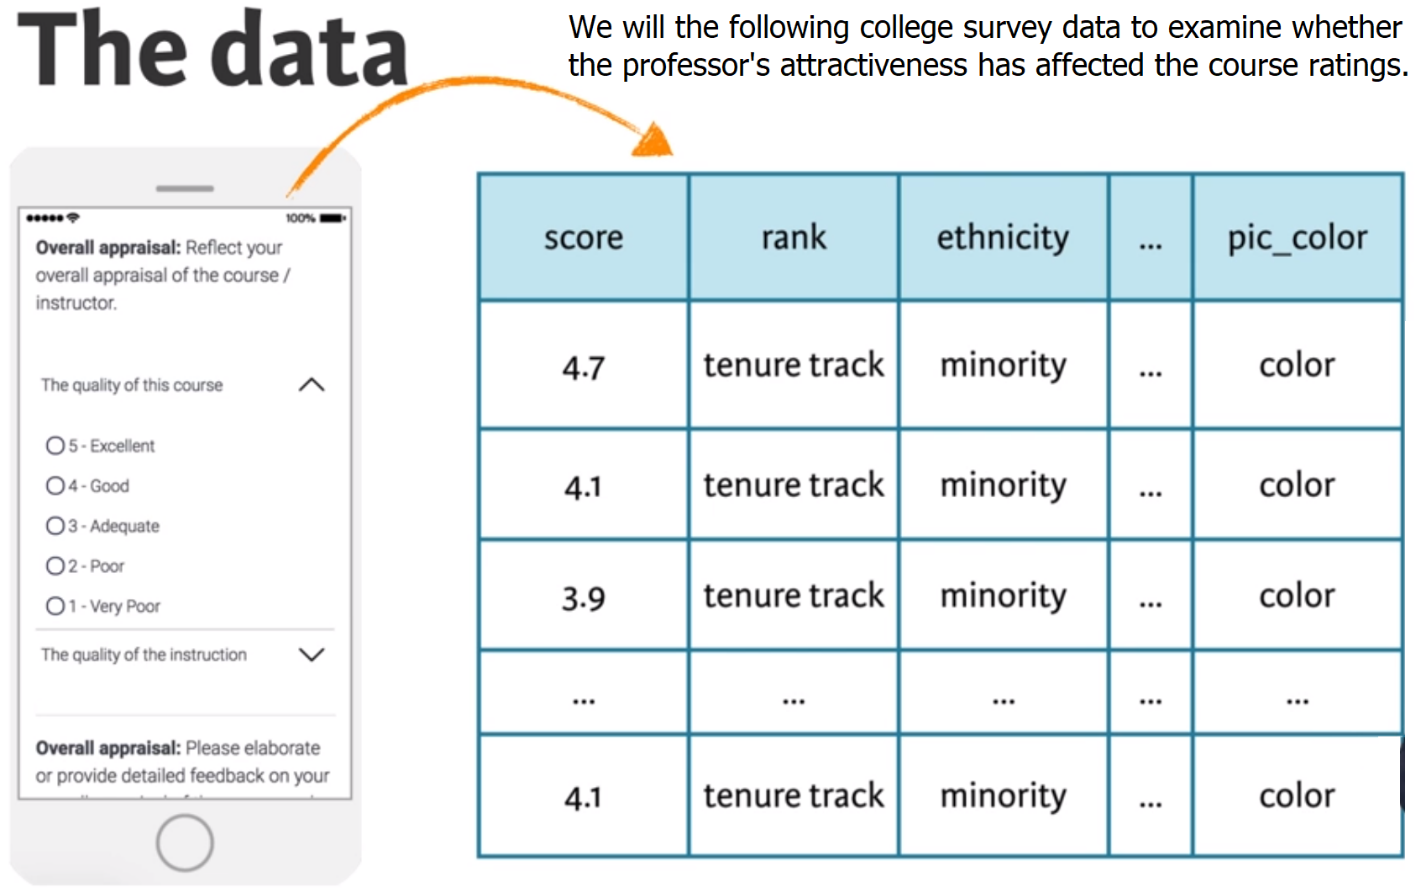 The data
We will the following college survey data to examine whether
the professor's attractiveness has affected the course ratings.
100%
Overall appraisal: Reflect your
overall appraisal of the course /
instructor.
The quality of this course
5 - Excellent
4 - Good
3 - Adequate
2 - Poor
1 - Very Poor
The quality of the instruction
Overall appraisal: Please elaborate
or provide detailed feedback on your
score rank ethnicity ... pic_color
4.7 tenure track minority ... color
4.1 tenure track minority ... color
3.9 tenure track minority ... color
... ... ... ... ...
4.1 tenure track minority ... color